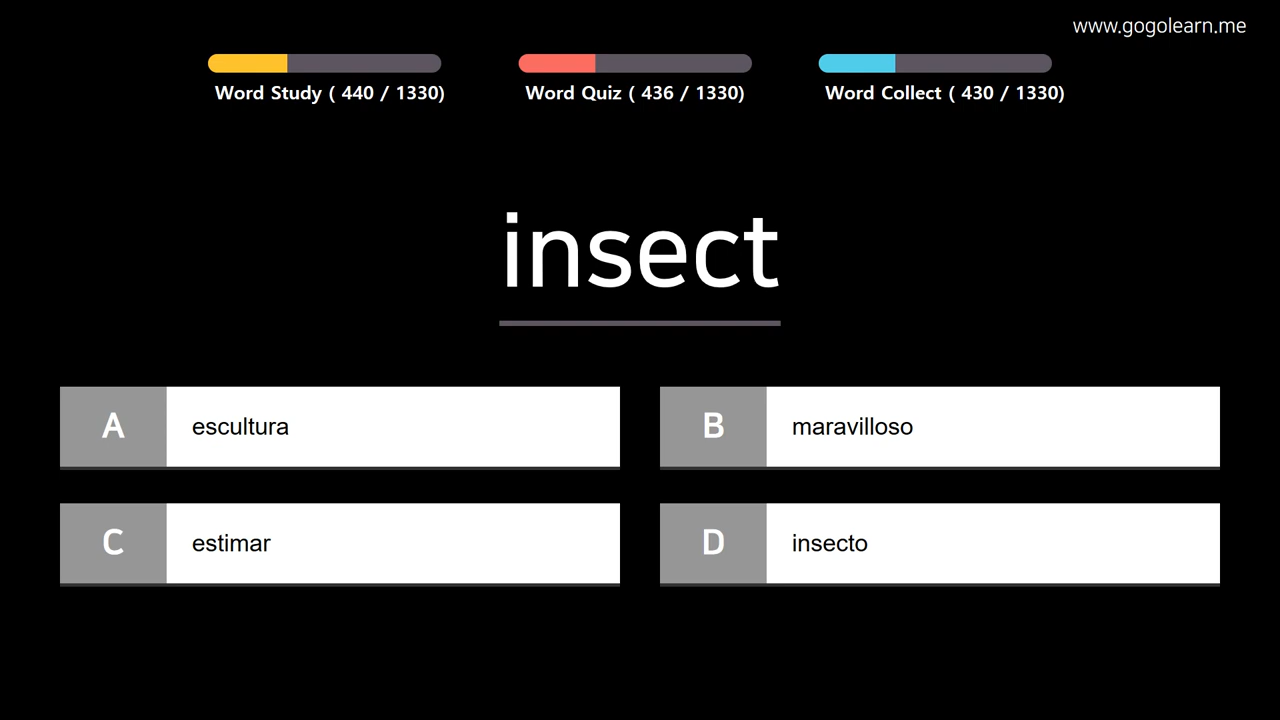 www.gogolearn.me
Word Study ( 440 / 1330)
Word Quiz ( 436 / 1330)
Word Collect ( 430 / 1330)
insect
A escultura
B maravilloso
C estimar
D insecto